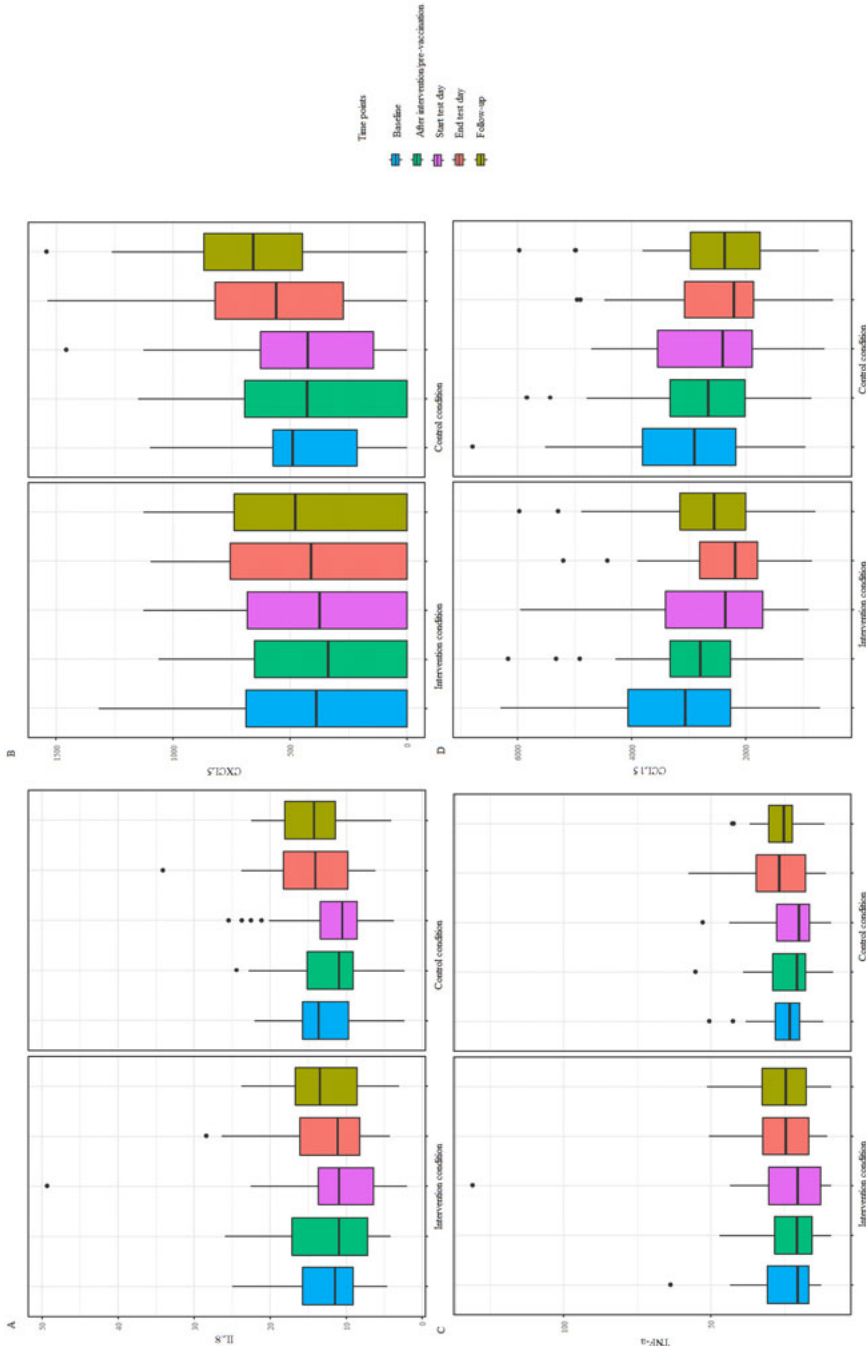 A
IL-8
50
40
30
20
10
0
Intervention condition
Control condition
B
CXCL5
1500
1000
500
0
Intervention condition
Control condition
C
TNF-α
100
50
Intervention condition
Control condition
D
CCL15
6000
4000
2000
Intervention condition
Control condition
Time points
Baseline
After intervention/pre-vaccination
Start test day
End test day
Follow-up